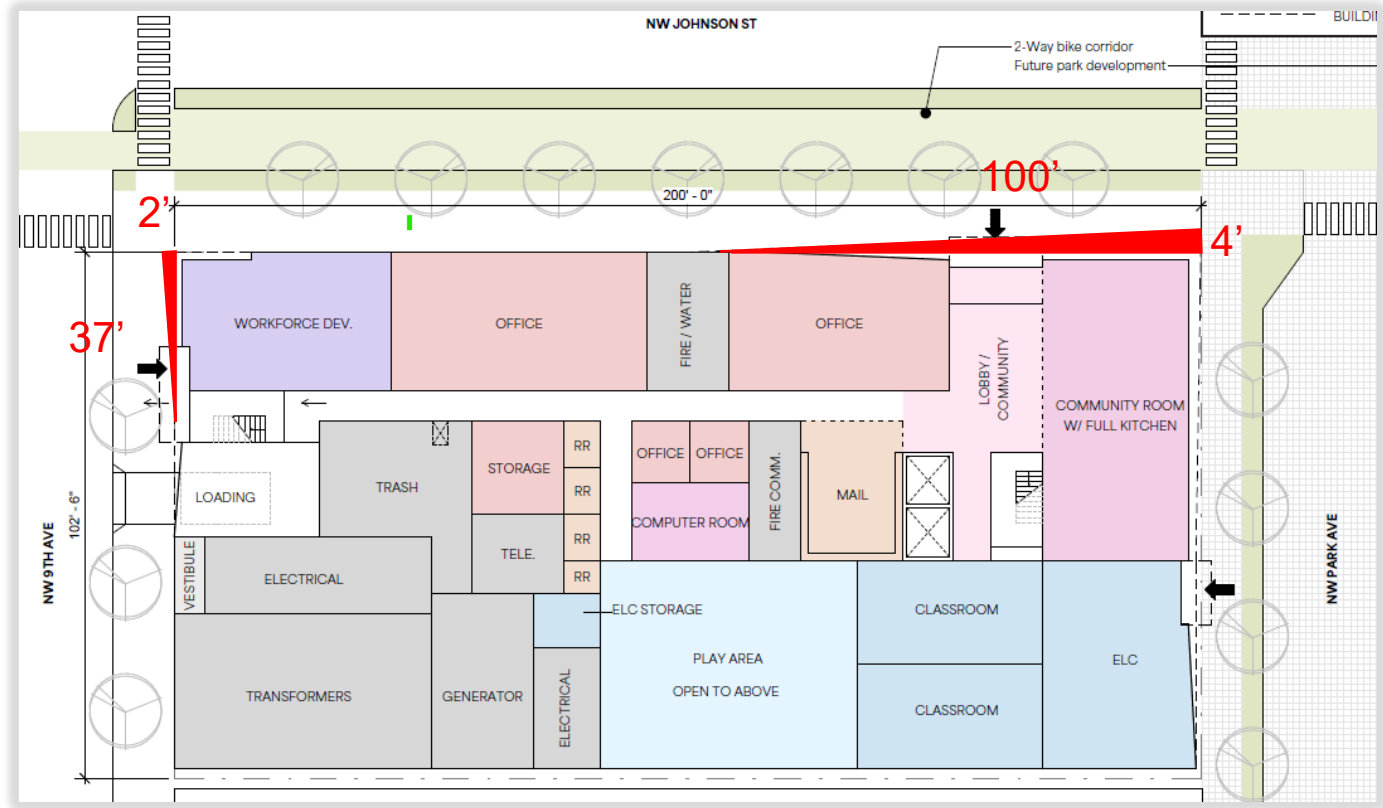 NW JOHNSON ST
BUILDIN
2-Way bike corridor
Future park development
100'
2'
200' - 0"
4'
37'
WORKFORCE DEV.
OFFICE
FIRE / WATER
OFFICE
LOBBY /
COMMUNITY
COMMUNITY ROOM
W/ FULL KITCHEN
LOADING
TRASH
STORAGE
RR
RR
RR
RR
OFFICE
OFFICE
COMPUTER ROOM
FIRE COMM.
MAIL
TELE.
NW 9TH AVE
102' - 6"
VESTIBULE
ELECTRICAL
ELC STORAGE
PLAY AREA
OPEN TO ABOVE
CLASSROOM
ELC
NW PARK AVE
TRANSFORMERS
GENERATOR
ELECTRICAL
CLASSROOM